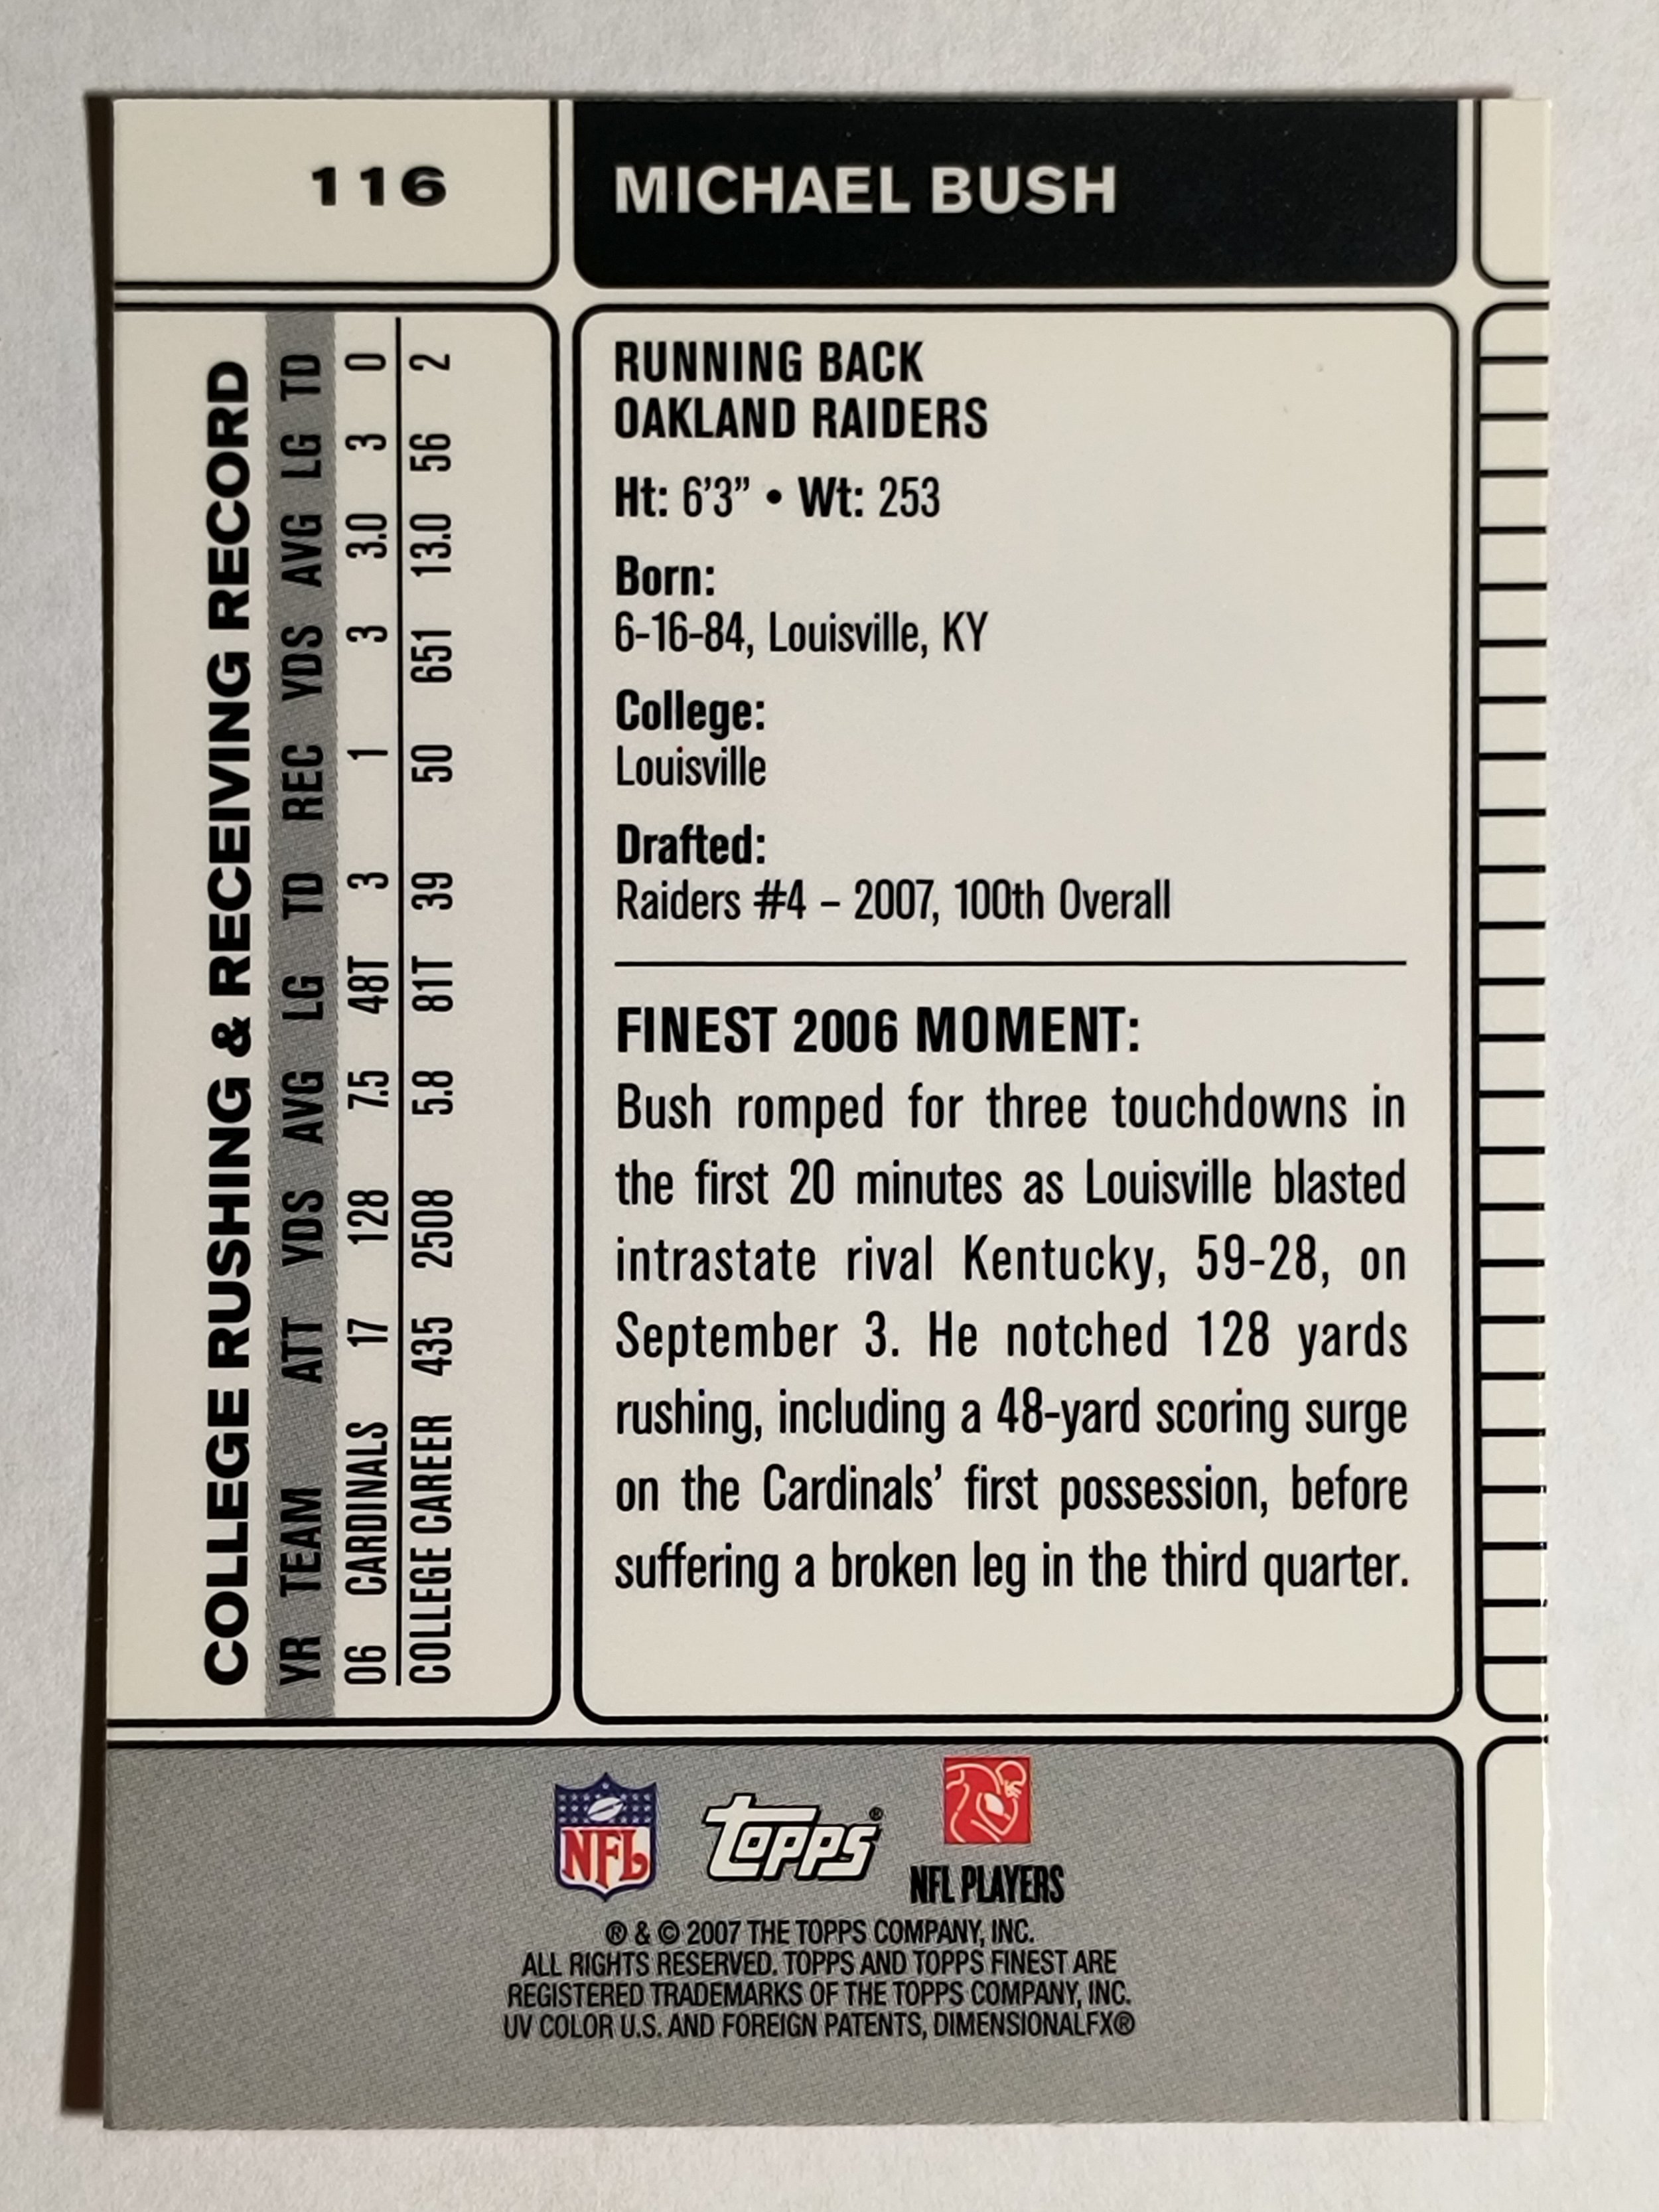 116
MICHAEL BUSH
COLLEGE RUSHING & RECEIVING RECORD
YR TEAM ATT YDS AVG LG TD REC YDS AVG LG TD
06 CARDINALS 17 128 7.5 48T 3 1 3 3.0 3 0
COLLEGE CAREER 435 2508 5.8 81T 39 50 651 13.0 56 2
RUNNING BACK
OAKLAND RAIDERS
Ht: 6'3" • Wt: 253
Born:
6-16-84, Louisville, KY
College:
Louisville
Drafted:
Raiders #4 – 2007, 100th Overall
FINEST 2006 MOMENT:
Bush romped for three touchdowns in
the first 20 minutes as Louisville blasted
intrastate rival Kentucky, 59-28, on
September 3. He notched 128 yards
rushing, including a 48-yard scoring surge
on the Cardinals' first possession, before
suffering a broken leg in the third quarter.
NFL
Topps®
NFL PLAYERS
® & © 2007 THE TOPPS COMPANY, INC.
ALL RIGHTS RESERVED. TOPPS AND TOPPS FINEST ARE
REGISTERED TRADEMARKS OF THE TOPPS COMPANY, INC.
UV COLOR U.S. AND FOREIGN PATENTS, DIMENSIONALFX®